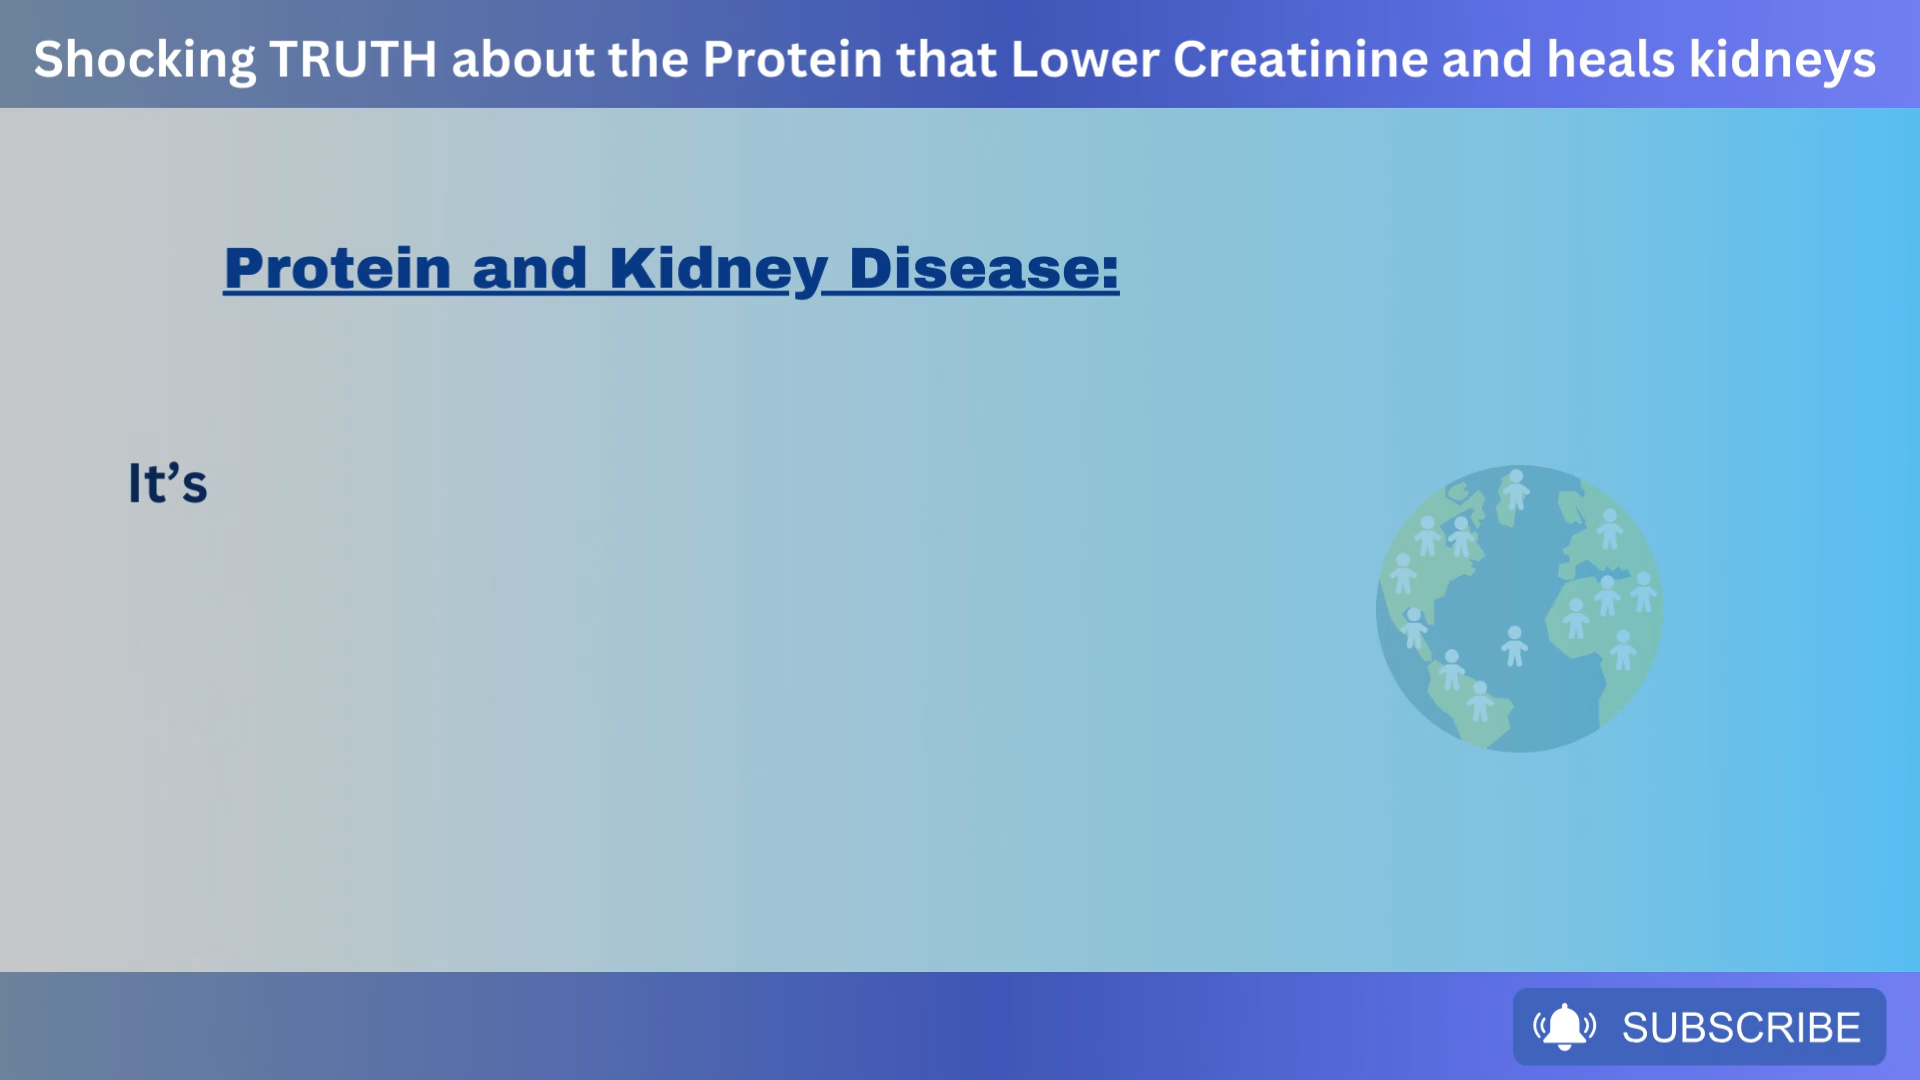 Shocking TRUTH about the Protein that Lower Creatinine and heals kidneys
Protein and Kidney Disease:
It’s
SUBSCRIBE